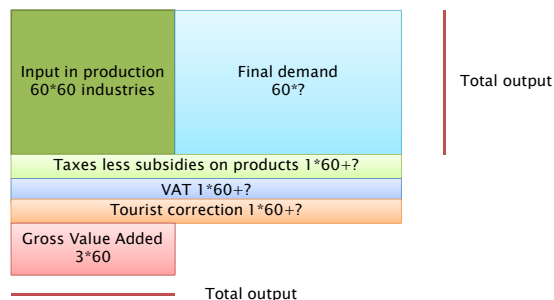 Input in production
60*60 industries
Final demand
60*?
Total output
Taxes less subsidies on products 1*60+?
VAT 1*60+?
Tourist correction 1*60+?
Gross Value Added
3*60
Total output